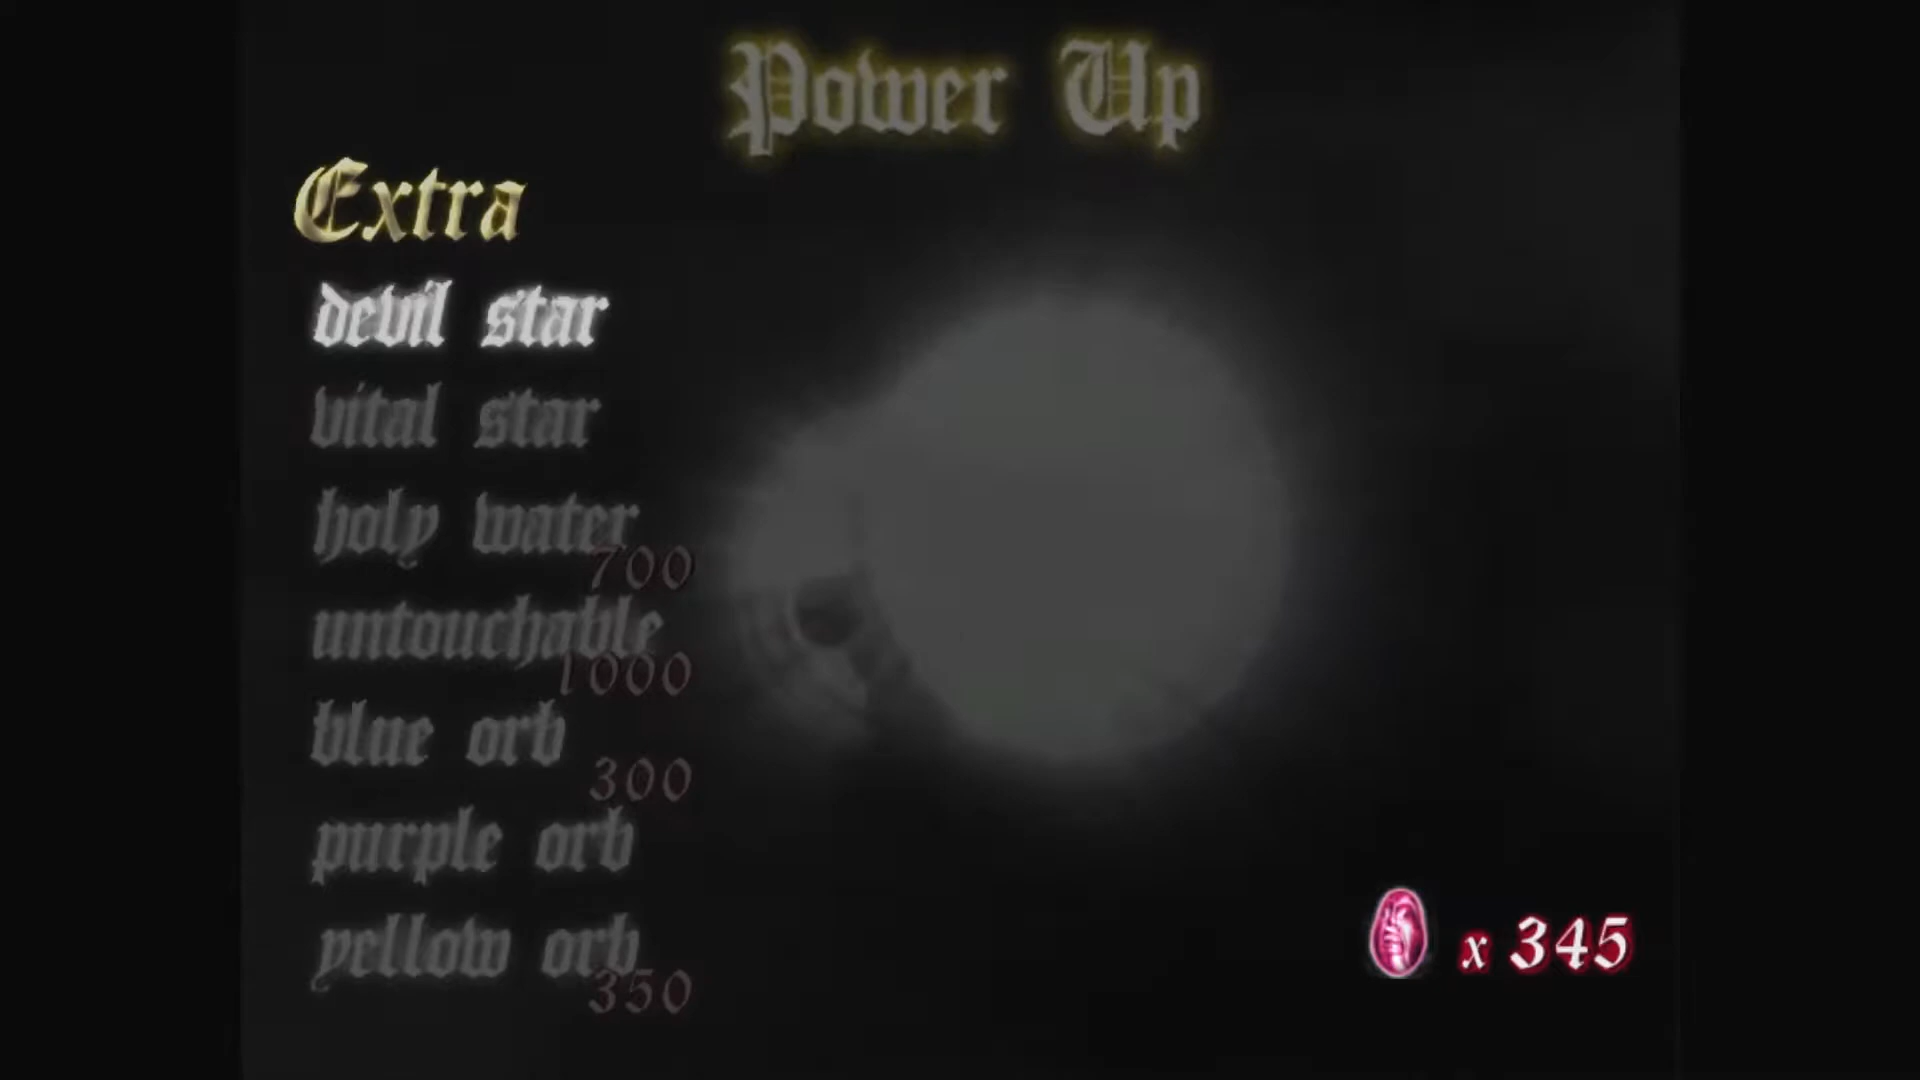 Power Up
Extra
devil star
vital star
holy water
700
untouchable
1000
blue orb
300
purple orb
yellow orb
350
x 345